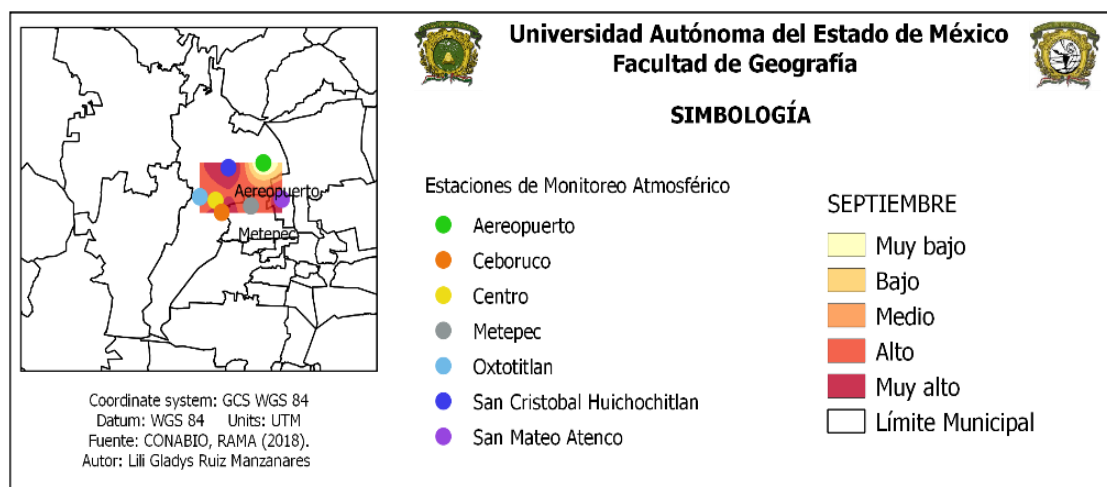 Aereopuerto
Metepec
Coordinate system: GCS WGS 84
Datum: WGS 84 Units: UTM
Fuente: CONABIO, RAMA (2018).
Autor: Lili Gladys Ruiz Manzanares
Universidad Autónoma del Estado de México
Facultad de Geografía
SIMBOLOGÍA
Estaciones de Monitoreo Atmosférico
Aereopuerto
Ceboruco
Centro
Metepec
Oxtotitlan
San Cristobal Huichochitlan
San Mateo Atenco
SEPTIEMBRE
Muy bajo
Bajo
Medio
Alto
Muy alto
Límite Municipal